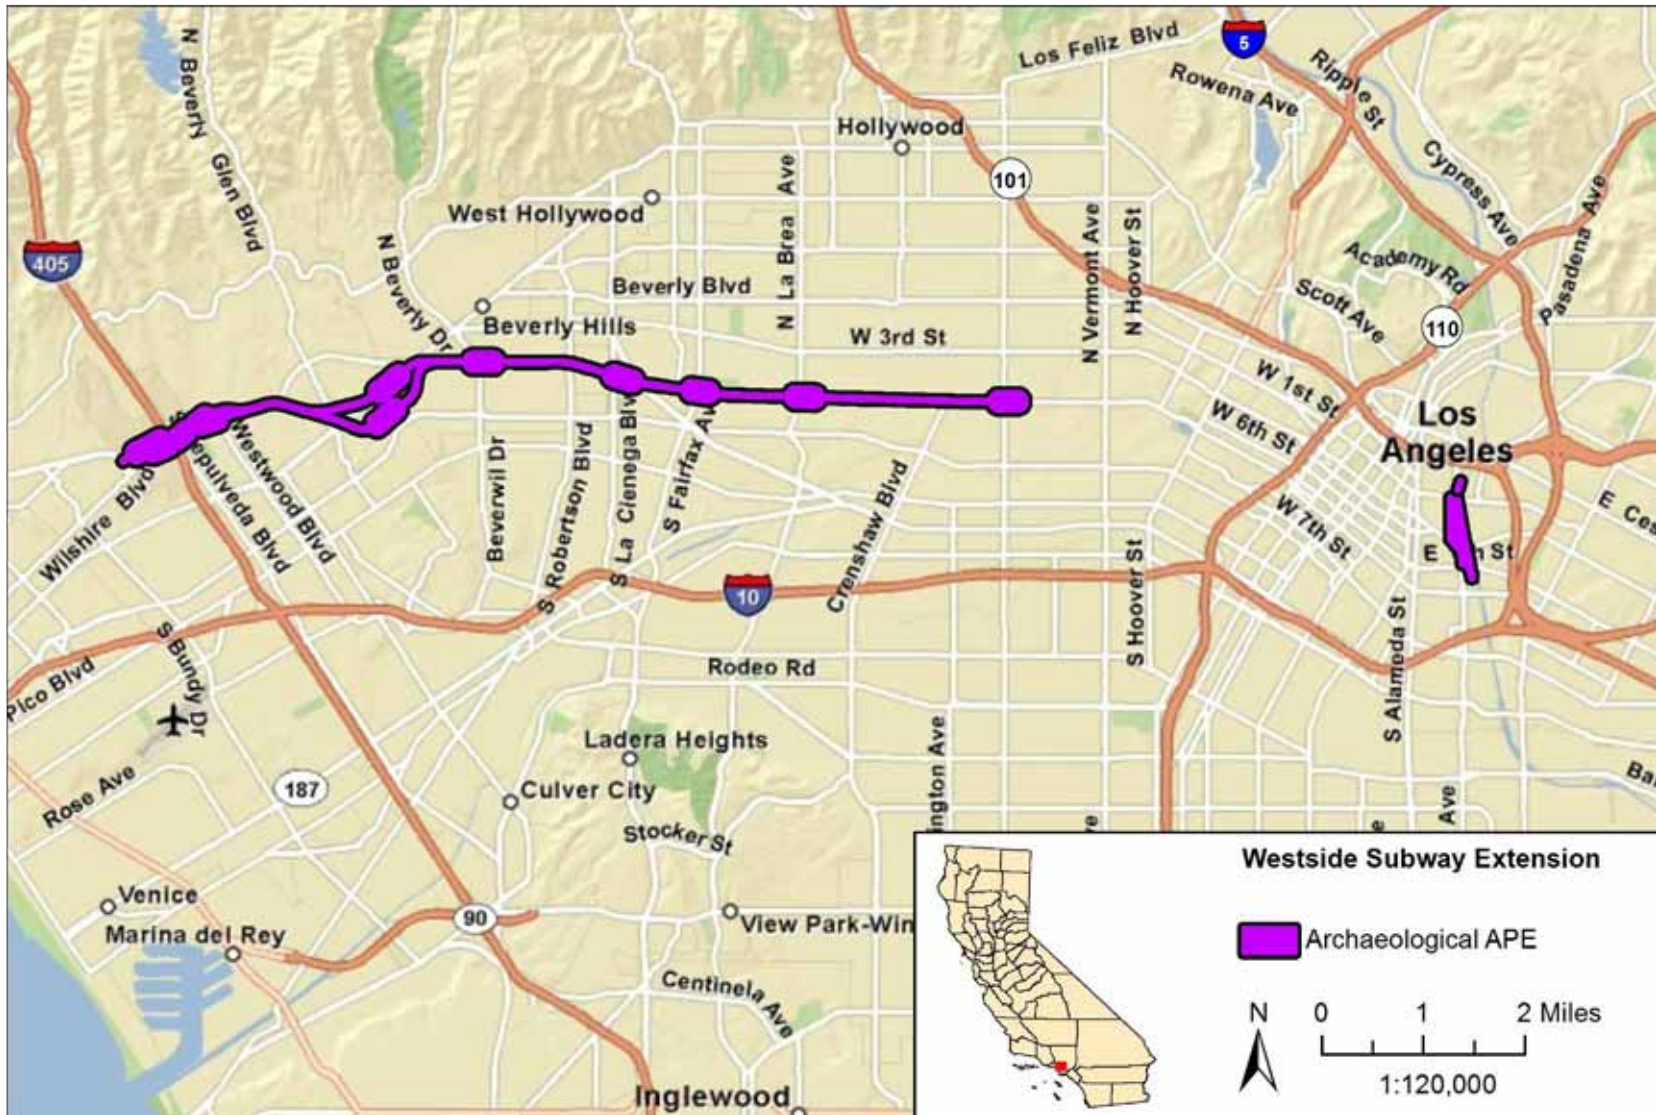 N Beverly
Glen Blvd
Los Feliz Blvd
5
Ripple St
Rowena Ave
Hollywood
Cypress Ave
101
N La Brea Ave
West Hollywood
N Vermont Ave
N Hoover St
Pasadena Ave
405
N Beverly Dr
Academy Rd
Beverly Blvd
Scott Ave
Beverly Hills
110
W 3rd St
W 1st St
W 6th St
Los
Angeles
Wilshire Blvd
Westwood Blvd
Beverwil Dr
S Robertson Blvd
S La Cienega
S Fairfax
Crenshaw Blvd
W 7th St
E
St
10
S Hoover St
S Alameda St
S Bundy Dr
Pico Blvd
Rodeo Rd
Ladera Heights
187
Rose Ave
Culver City
Stocker St
ington Ave
Ave
Venice
90
View Park-Win
Marina del Rey
Centinela Ave
Inglewood
Westside Subway Extension
Archaeological APE
N
0 1 2 Miles
1:120,000